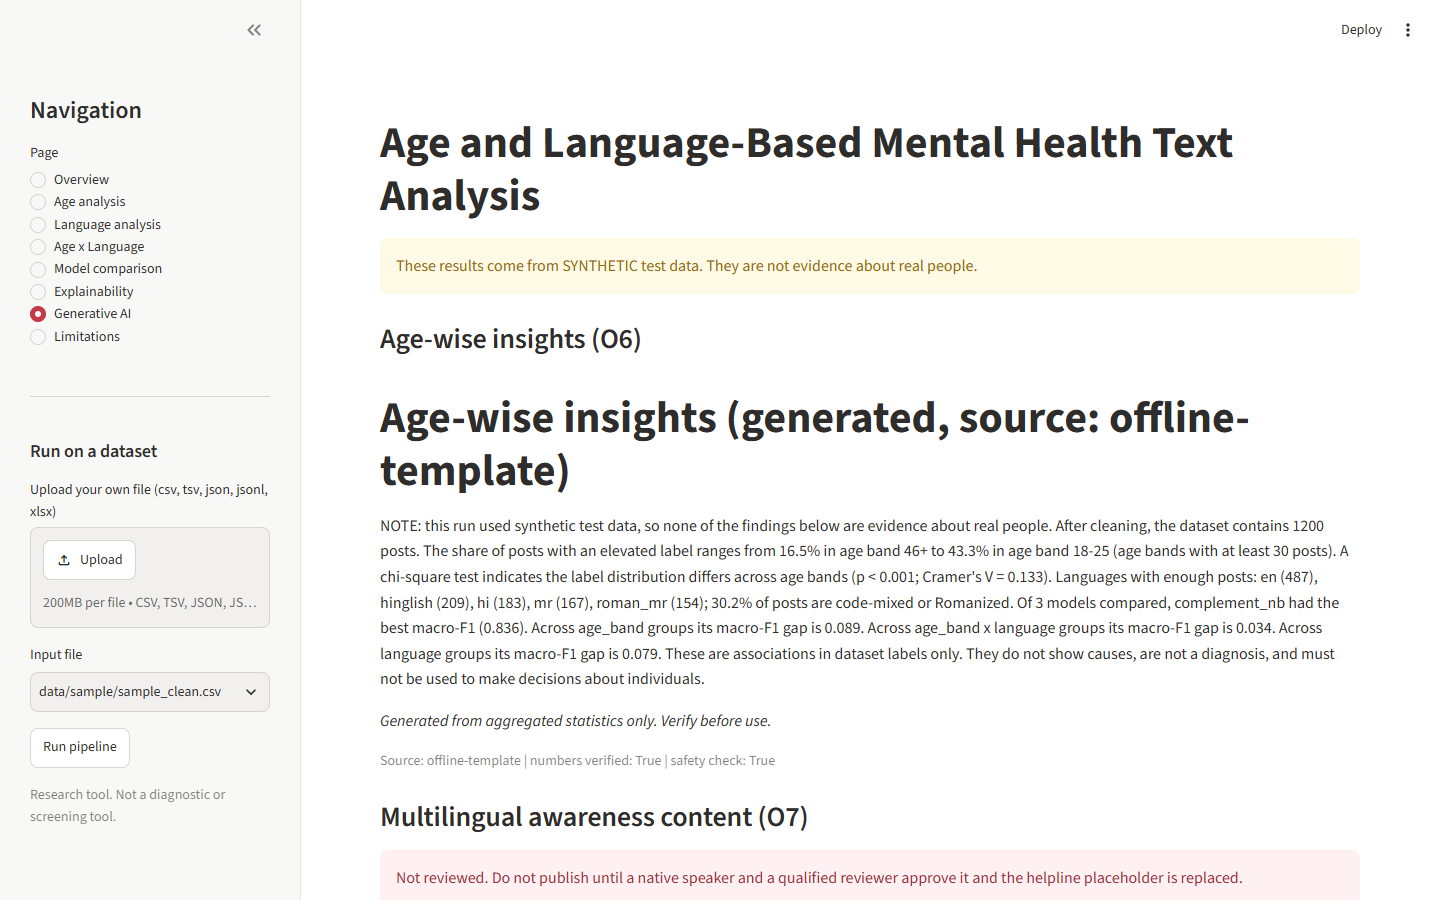 Deploy
Navigation
Page
Overview
Age analysis
Language analysis
Age x Language
Model comparison
Explainability
Generative AI
Limitations
Run on a dataset
Upload your own file (csv, tsv, json, jsonl,
xlsx)
Upload
200MB per file • CSV, TSV, JSON, JS...
Input file
data/sample/sample_clean.csv
Run pipeline
Research tool. Not a diagnostic or
screening tool.
Age and Language-Based Mental Health Text
Analysis
These results come from SYNTHETIC test data. They are not evidence about real people.
Age-wise insights (O6)
Age-wise insights (generated, source: offline-
template)
NOTE: this run used synthetic test data, so none of the findings below are evidence about real people. After cleaning, the dataset contains 1200
posts. The share of posts with an elevated label ranges from 16.5% in age band 46+ to 43.3% in age band 18-25 (age bands with at least 30 posts). A
chi-square test indicates the label distribution differs across age bands (p < 0.001; Cramer's V = 0.133). Languages with enough posts: en (487),
hinglish (209), hi (183), mr (167), roman_mr (154); 30.2% of posts are code-mixed or Romanized. Of 3 models compared, complement_nb had the
best macro-F1 (0.836). Across age_band groups its macro-F1 gap is 0.089. Across age_band x language groups its macro-F1 gap is 0.034. Across
language groups its macro-F1 gap is 0.079. These are associations in dataset labels only. They do not show causes, are not a diagnosis, and must
not be used to make decisions about individuals.
Generated from aggregated statistics only. Verify before use.
Source: offline-template | numbers verified: True | safety check: True
Multilingual awareness content (O7)
Not reviewed. Do not publish until a native speaker and a qualified reviewer approve it and the helpline placeholder is replaced.